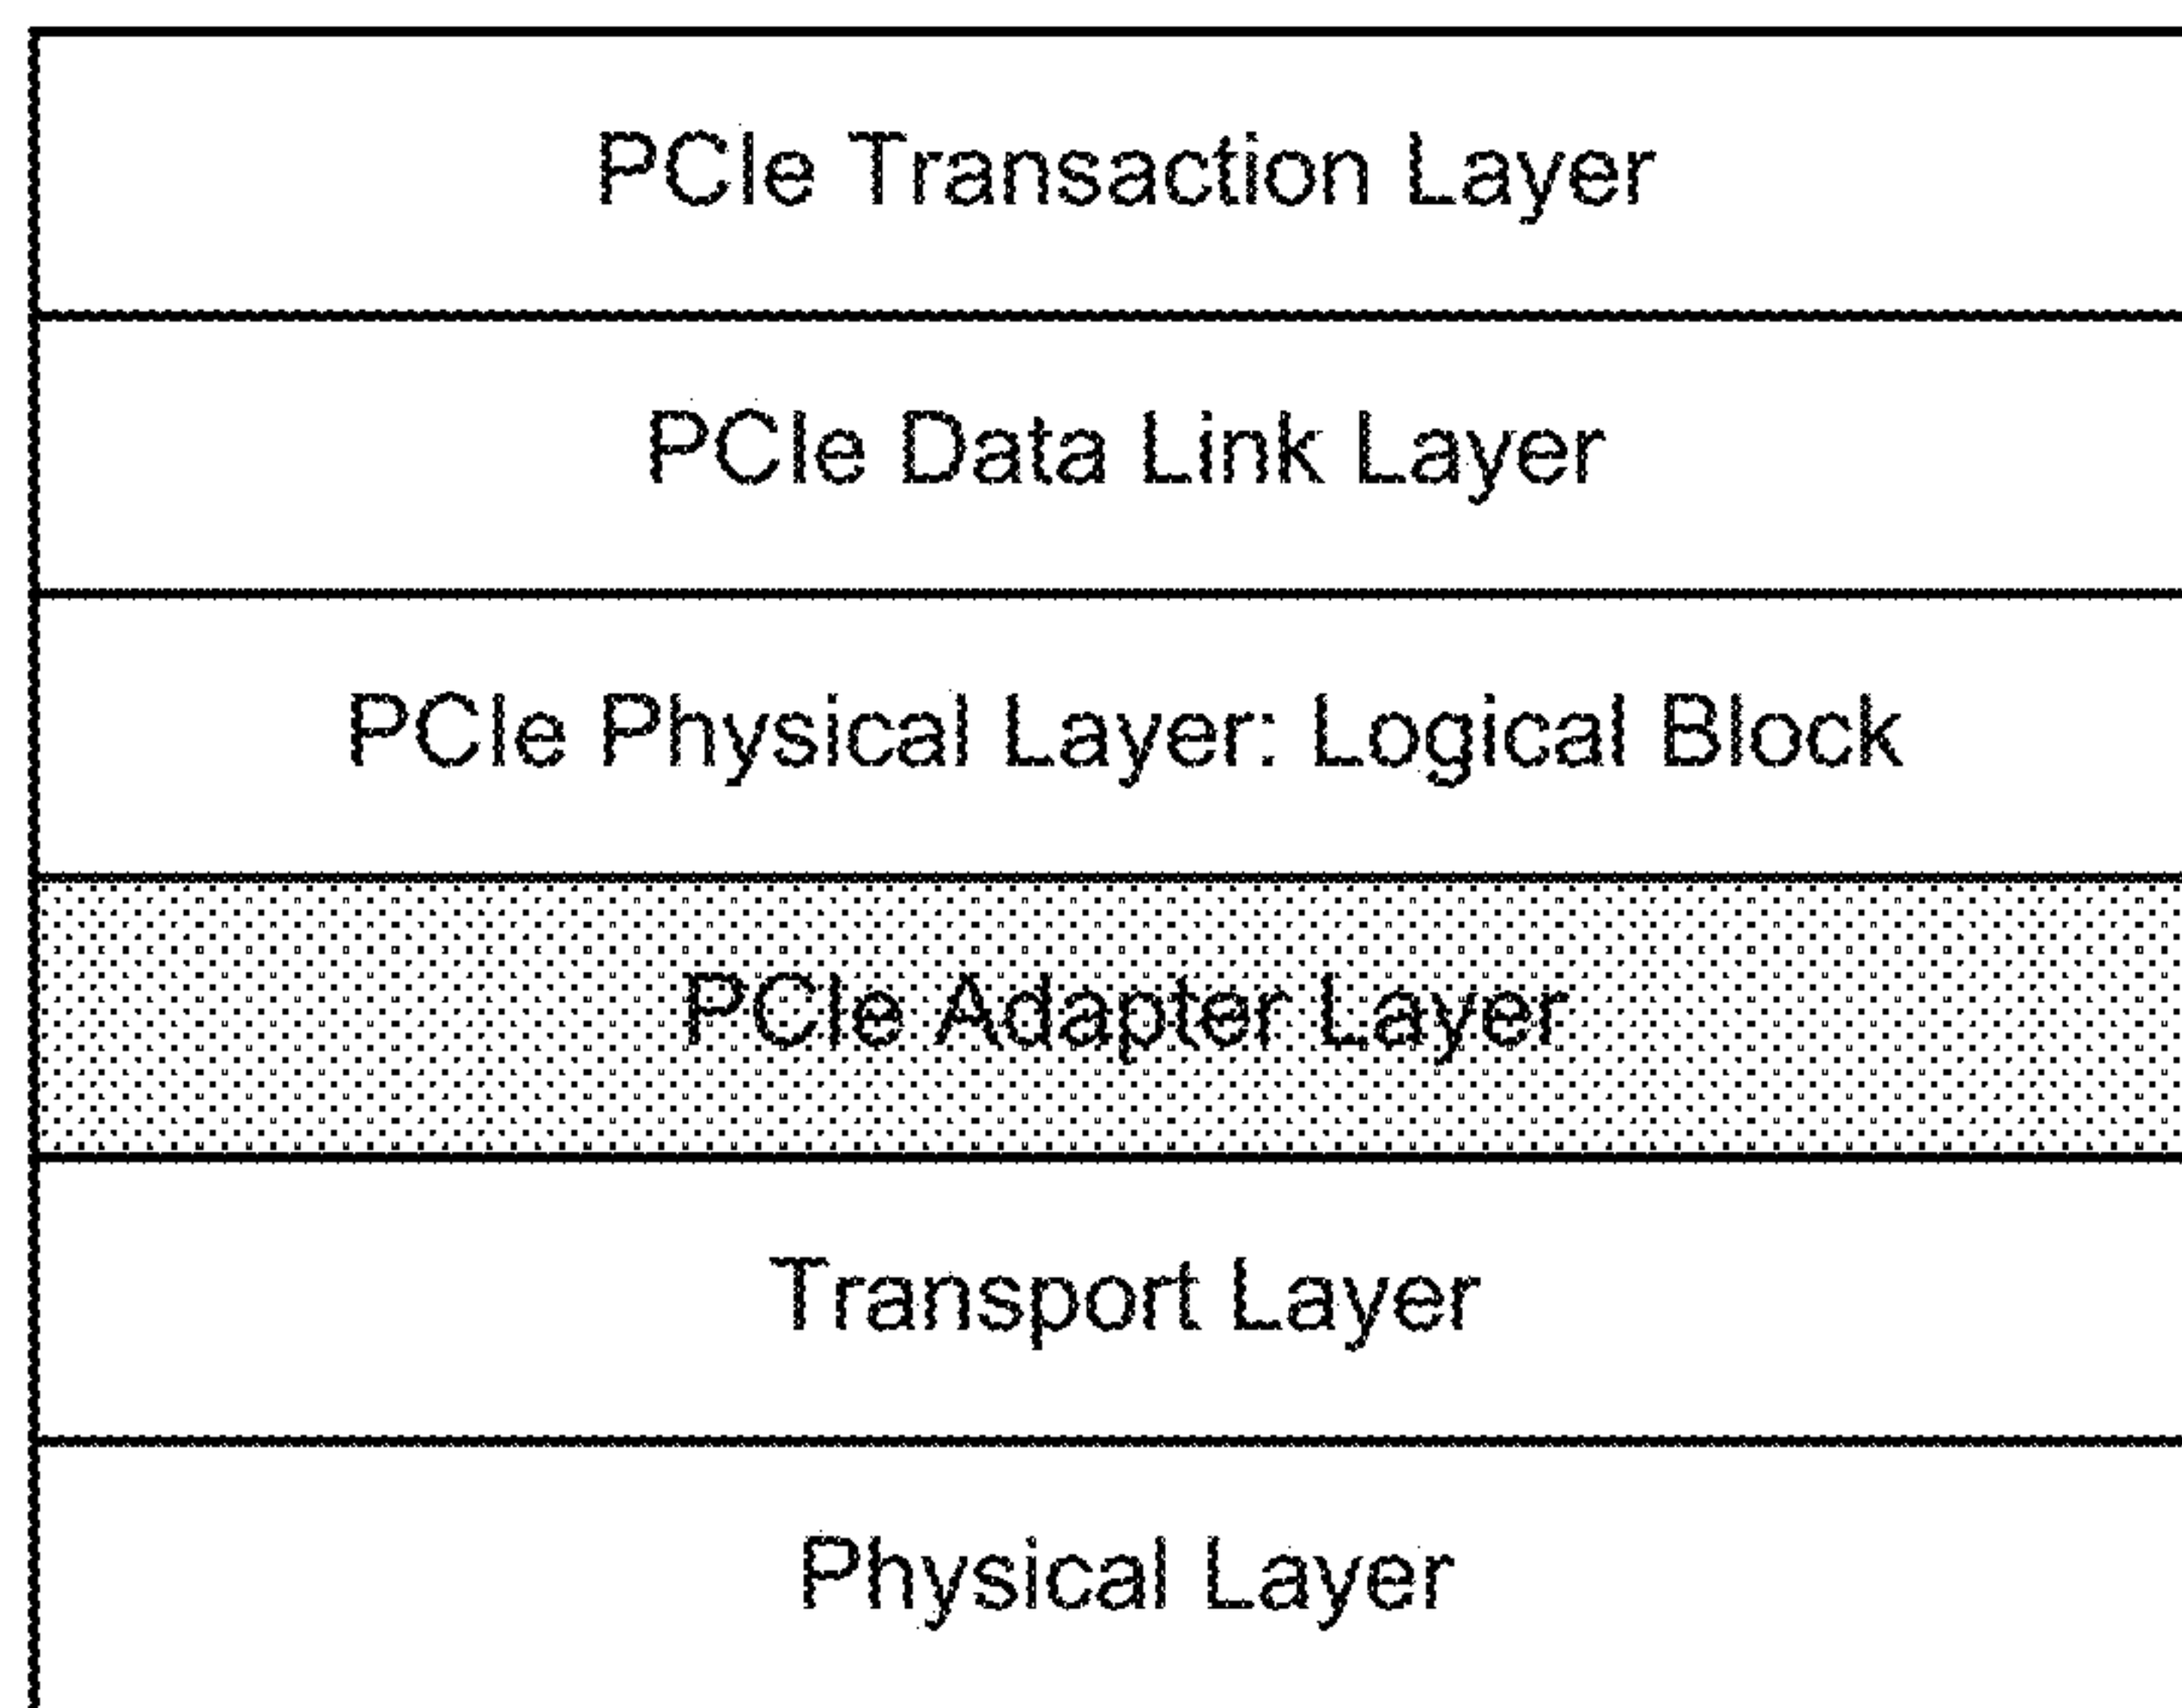 PCIe Transaction Layer
PCIe Data Link Layer
PCIe Physical Layer: Logical Block
PCIe Adapter Layer
Transport Layer
Physical Layer